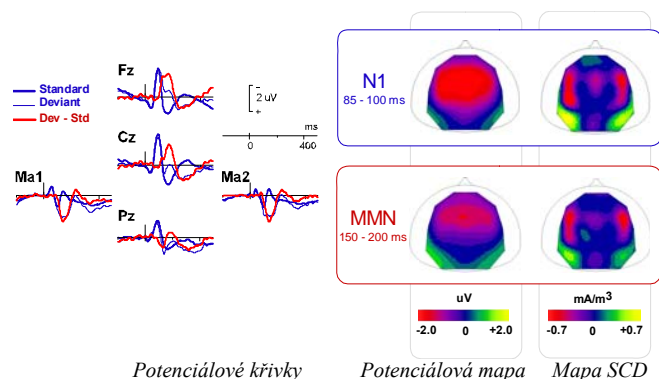 Standard
Deviant
Dev - Std
Fz
-
2 uV
+
Cz
ms
0 400
Ma1
Ma2
Pz
N1
85 - 100 ms
MMN
150 - 200 ms
uV
-2.0 0 +2.0
mA/m³
-0.7 0 +0.7
Potenciálové křivky
Potenciálová mapa
Mapa SCD